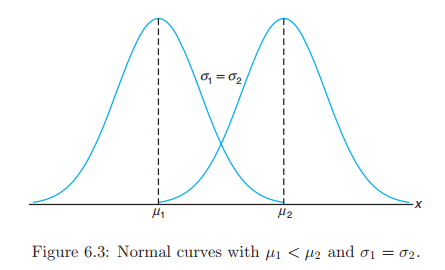 σ₁ = σ₂
x
μ₁
μ₂
Figure 6.3: Normal curves with μ₁ < μ₂ and σ₁ = σ₂.